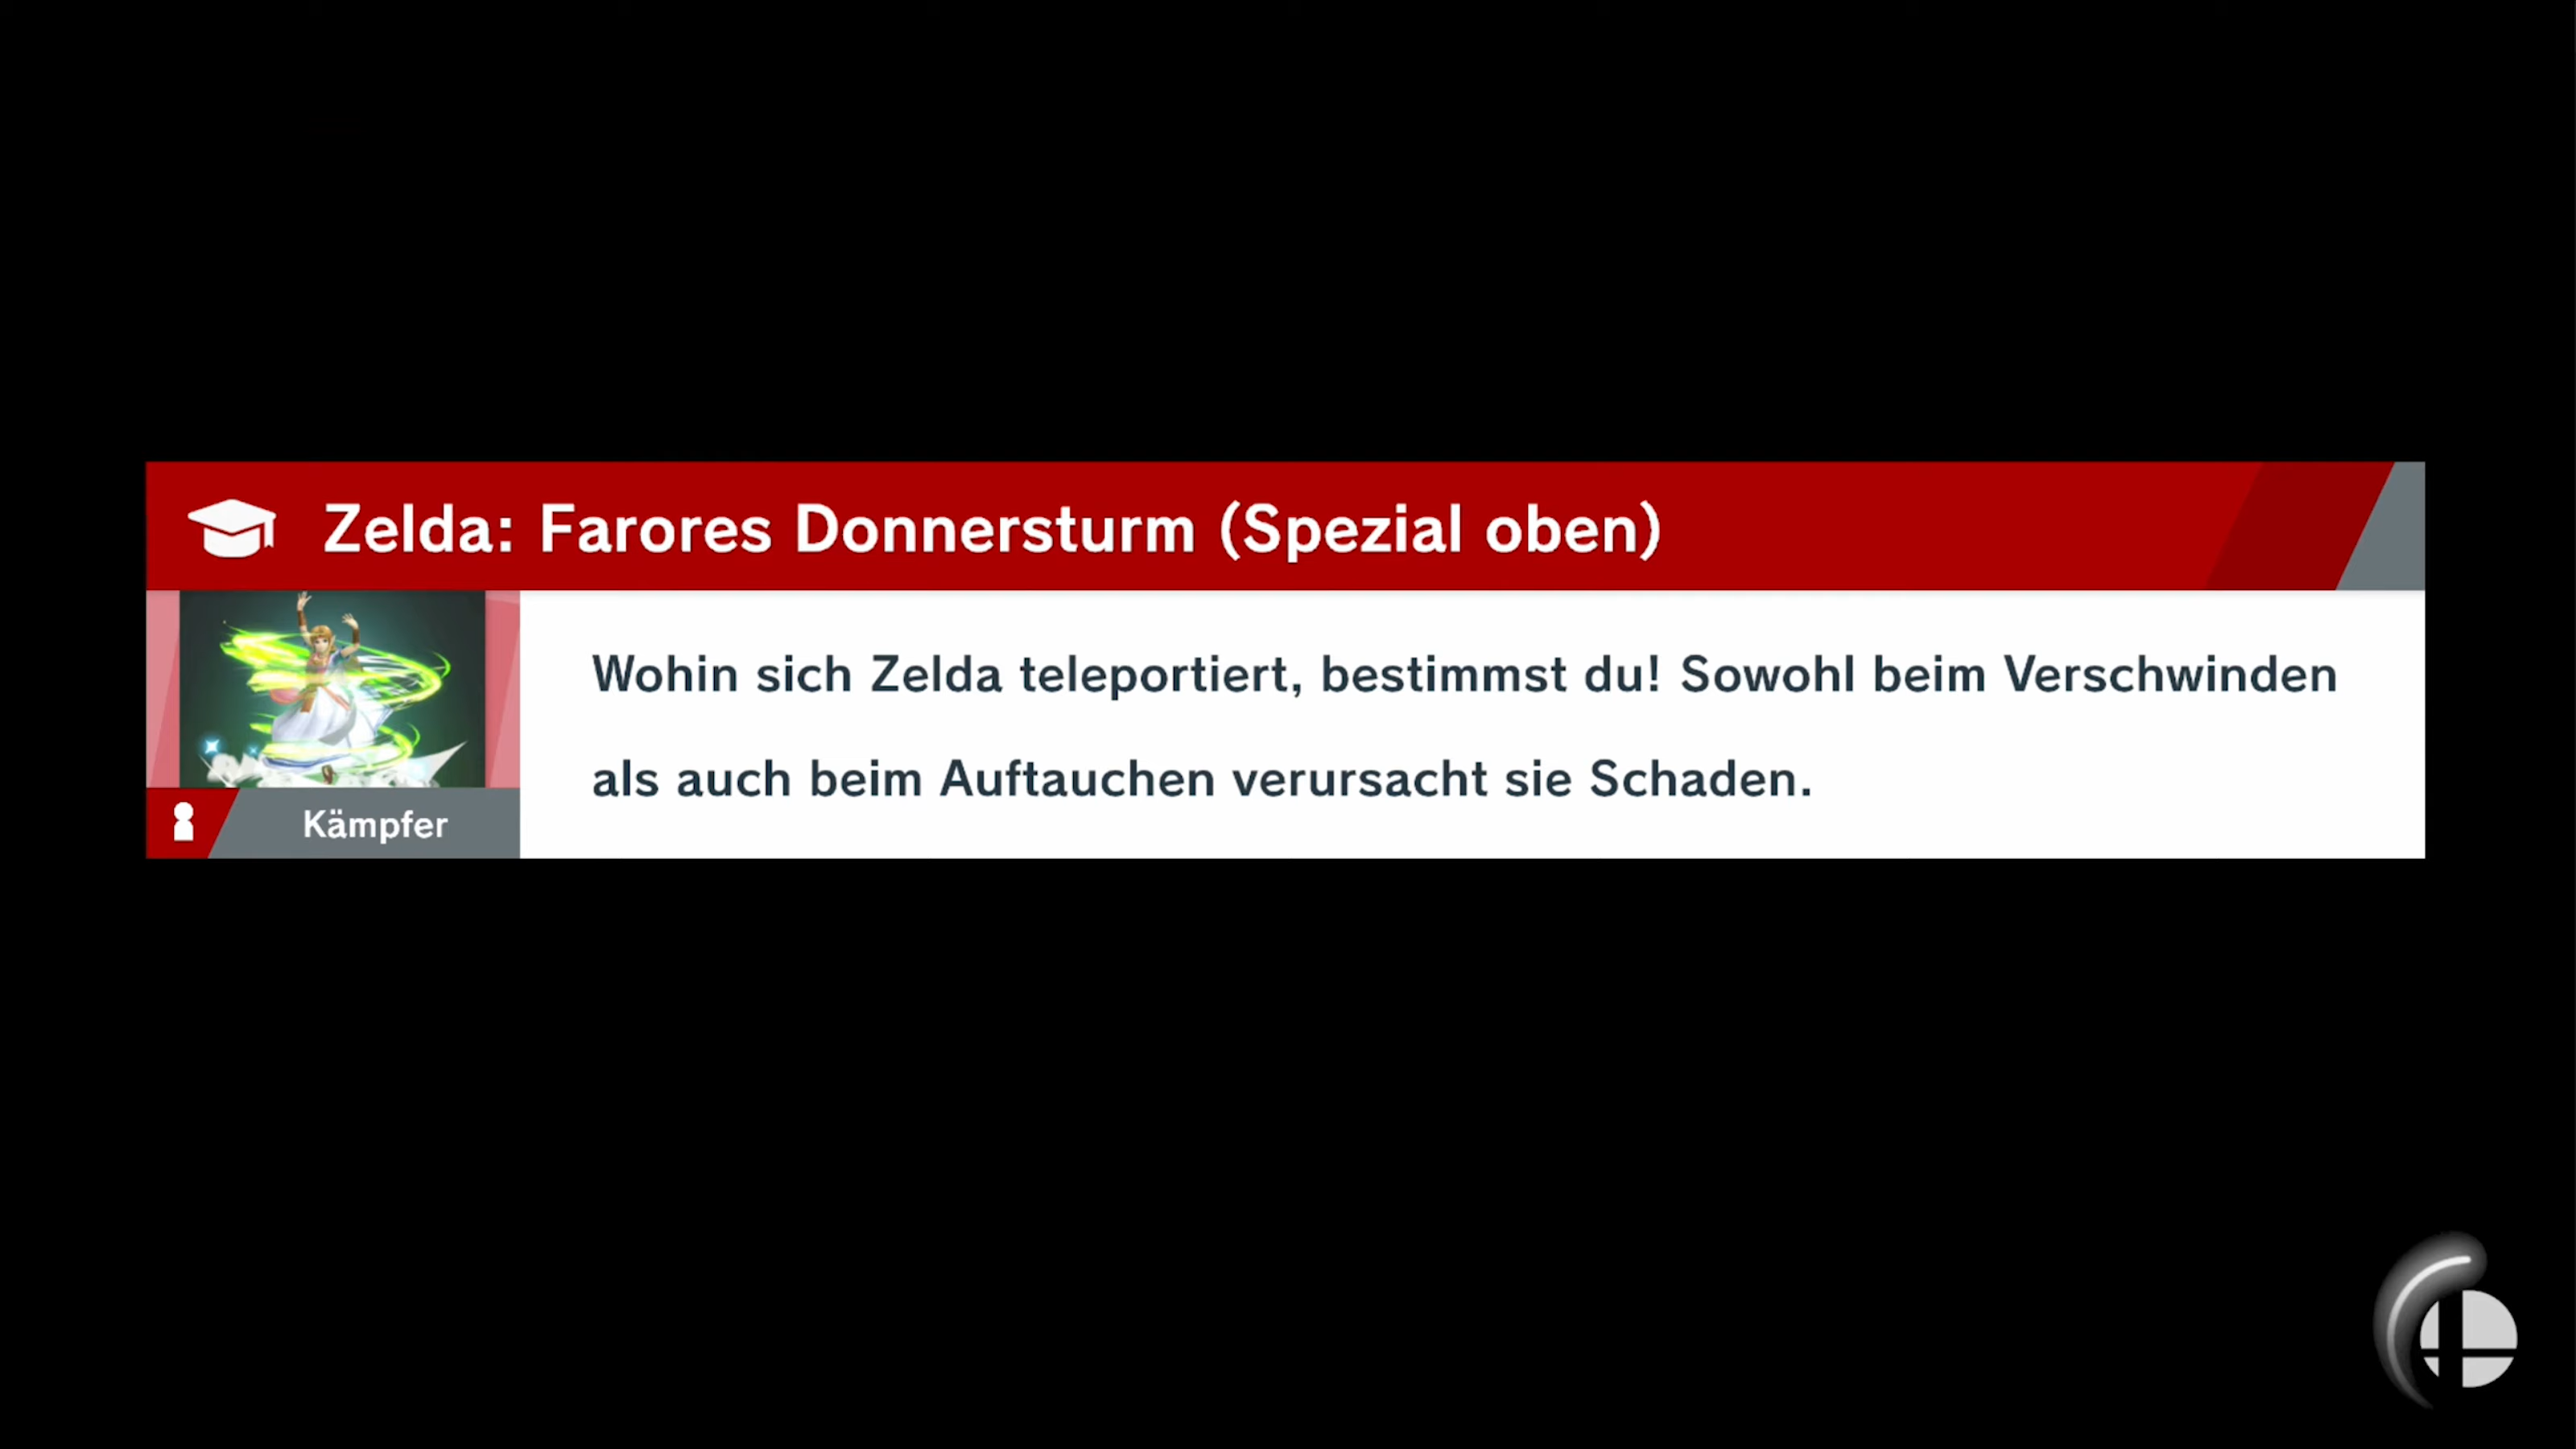 Zelda: Farores Donnersturm (Spezial oben)
Wohin sich Zelda teleportiert, bestimmst du! Sowohl beim Verschwinden
als auch beim Auftauchen verursacht sie Schaden.
Kämpfer